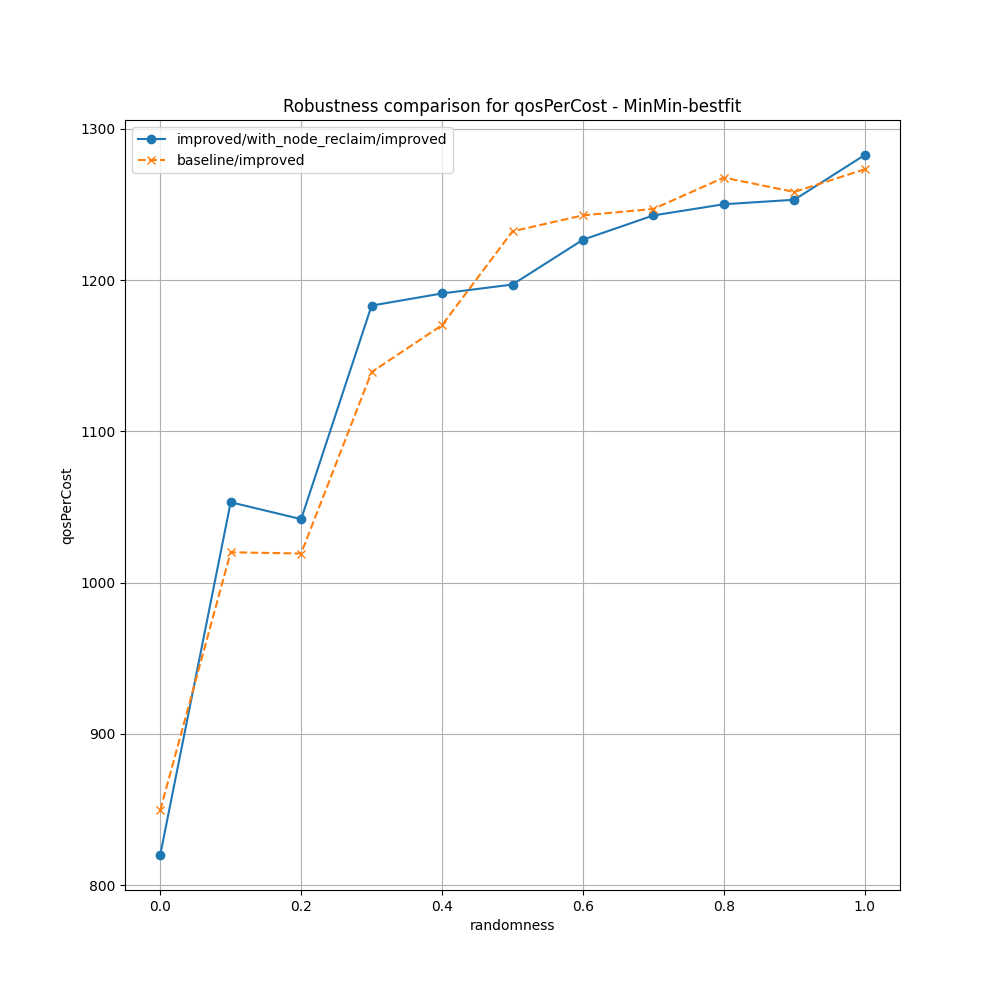 Robustness comparison for qosPerCost - MinMin-bestfit
improved/with_node_reclaim/improved
baseline/improved
qosPerCost
1300
1200
1100
1000
900
800
0.0
0.2
0.4
0.6
0.8
1.0
randomness